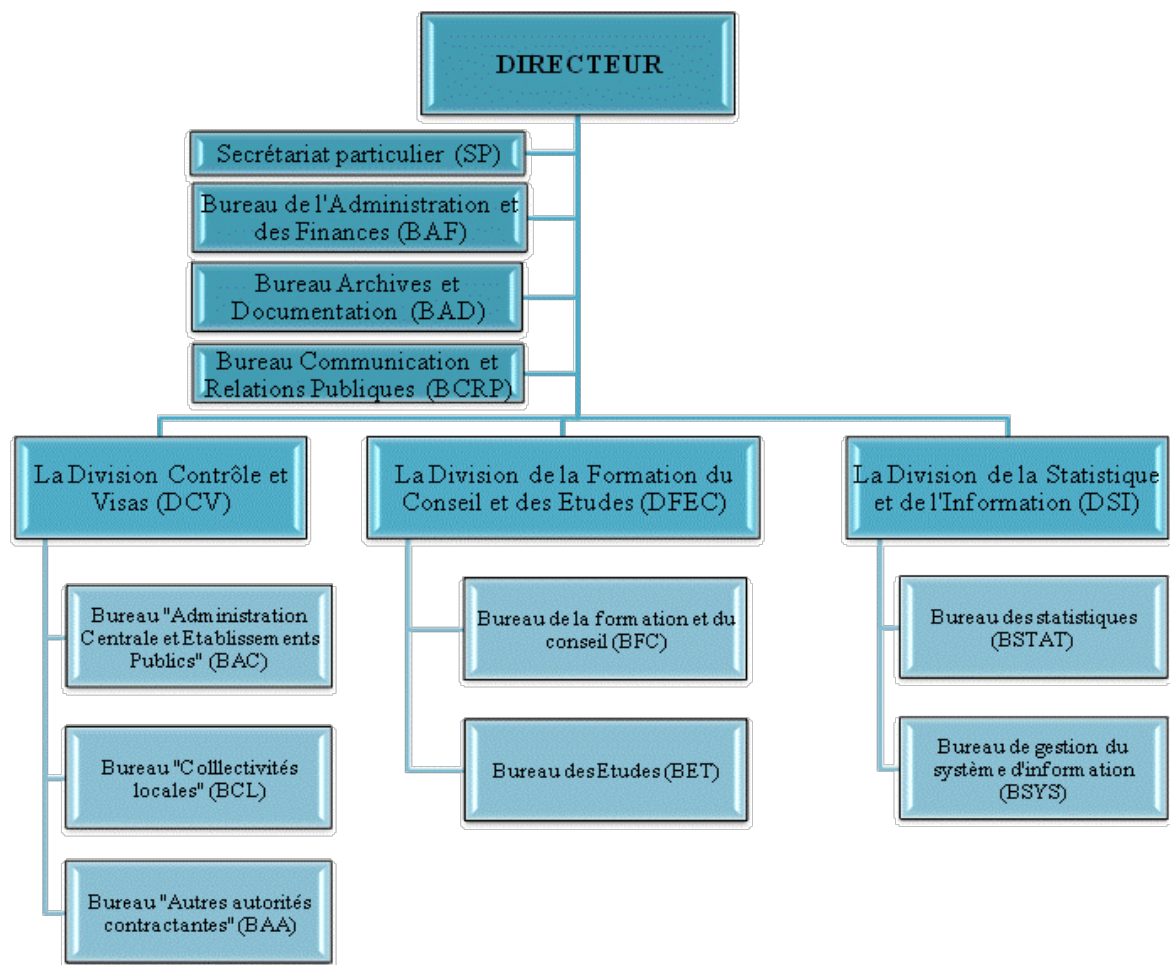 DIRECTEUR
Secrétariat particulier (SP)
Bureau de l'Administration et
des Finances (BAF)
Bureau Archives et
Documentation (BAD)
Bureau Communication et
Relations Publiques (BCRP)
La Division Contrôle et
Visas (DCV)
Bureau "Administration
Centrale et Etablissements
Publics" (BAC)
Bureau "Colllectivités
locales" (BCL)
Bureau "Autres autorités
contractantes" (BAA)
La Division de la Formation du
Conseil et des Etudes (DFEC)
Bureau de la formation et du
conseil (BFC)
Bureau des Etudes (BET)
La Division de la Statistique
et de l'Information (DSI)
Bureau des statistiques
(BSTAT)
Bureau de gestion du
système d'information
(BSYS)